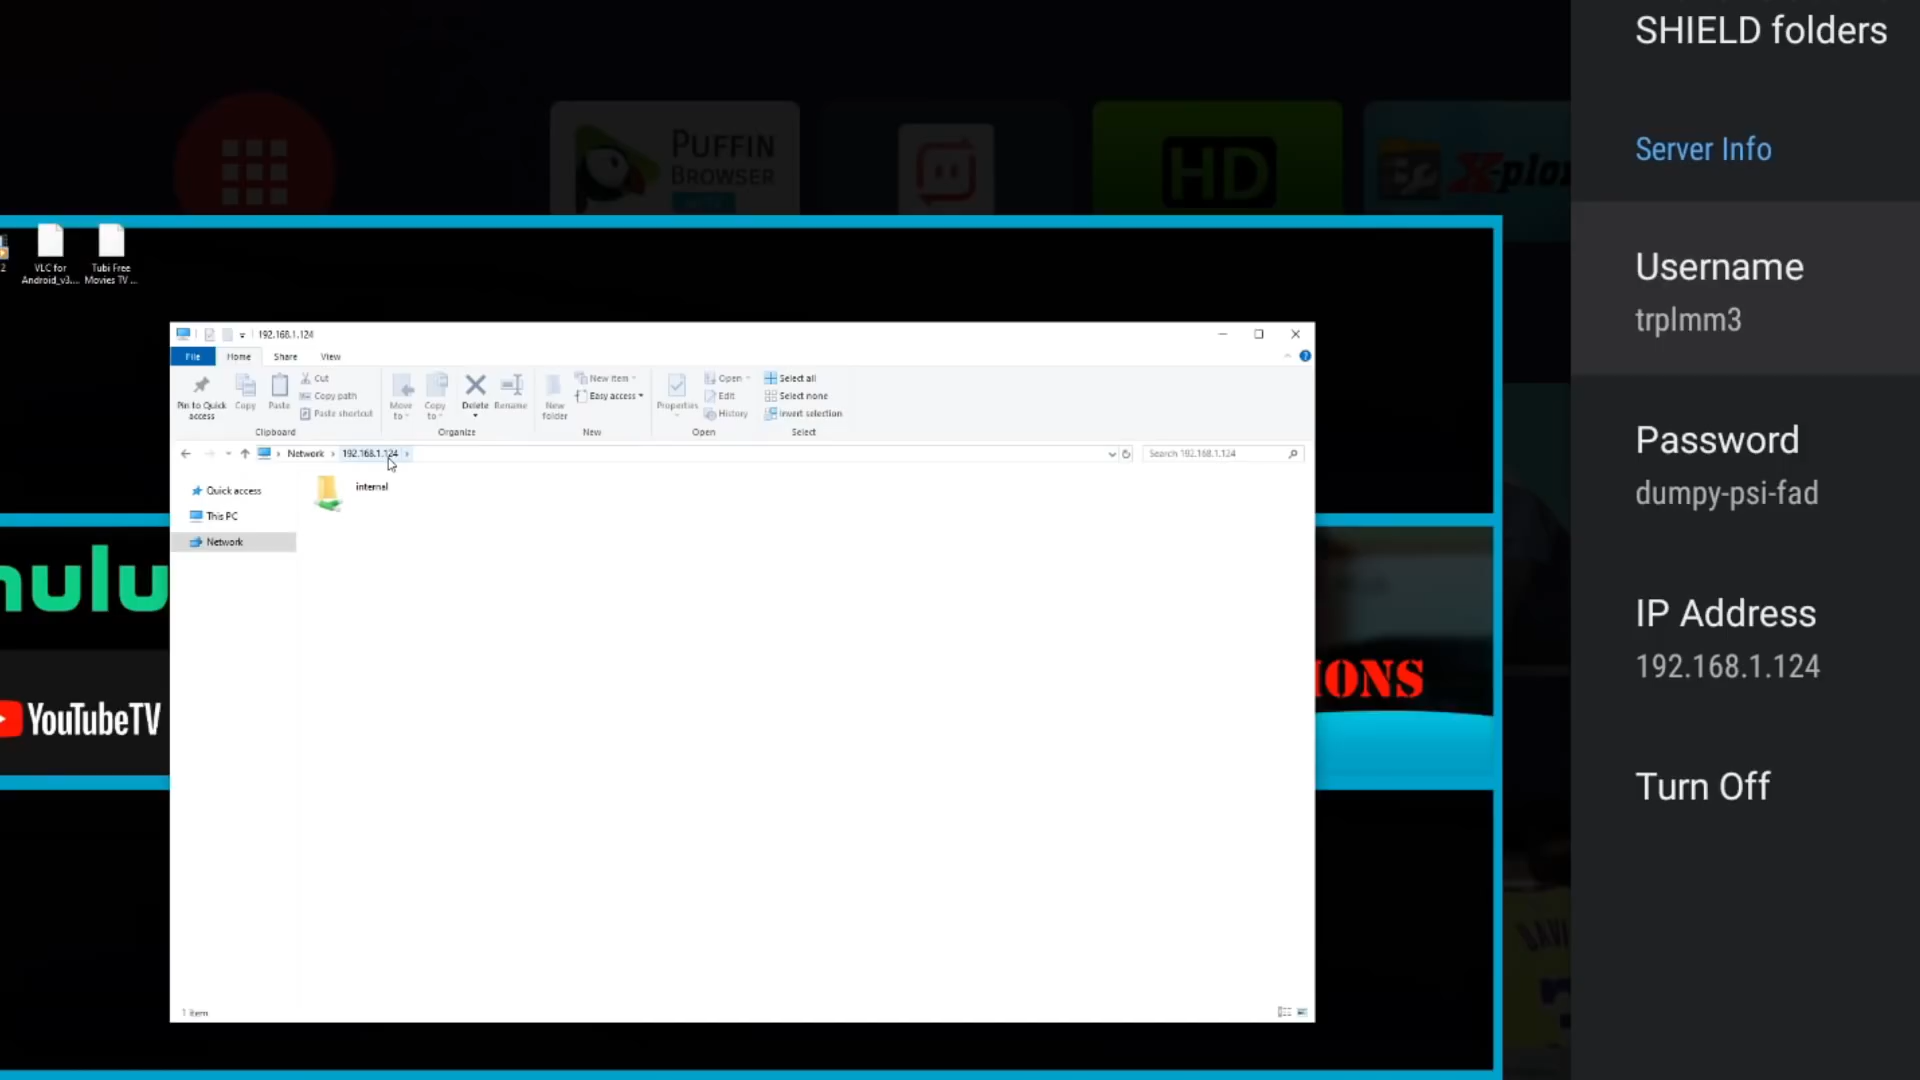 SHIELD folders
Server Info
Username
trplmm3
Password
dumpy-psi-fad
IP Address
192.168.1.124
Turn Off
PUFFIN
BROWSER
HD
X-plo
2
VLC for
Android_v3....
Tubi Free
Movies TV ...
192.168.1.124
File
Home
Share
View
Pin to Quick
access
Copy
Paste
Cut
Copy path
Paste shortcut
Clipboard
Move
to
Copy
to
Delete
Rename
Organize
New
folder
New item
Easy access
New
Properties
Open
Edit
History
Open
Select all
Select none
Invert selection
Select
Network
192.168.1.124
Search 192.168.1.124
Quick access
This PC
Network
internal
1 item
hulu
YouTubeTV
IONS
DAVI